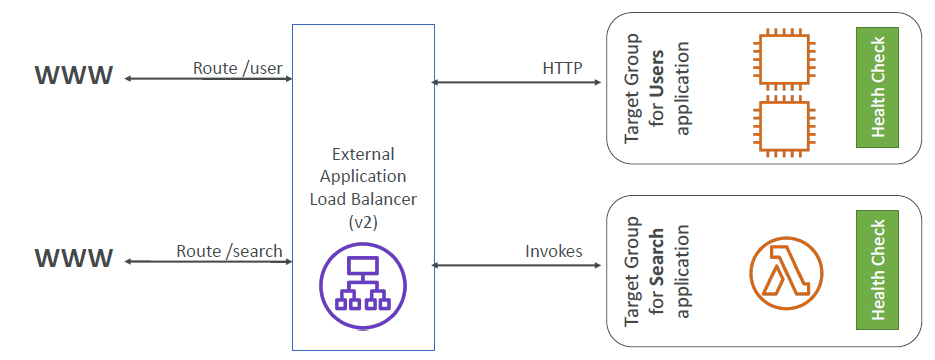 WWW
Route /user
HTTP
Target Group
for Users
application
Health Check
External
Application
Load Balancer
(v2)
WWW
Route /search
Invokes
Target Group
for Search
application
Health Check